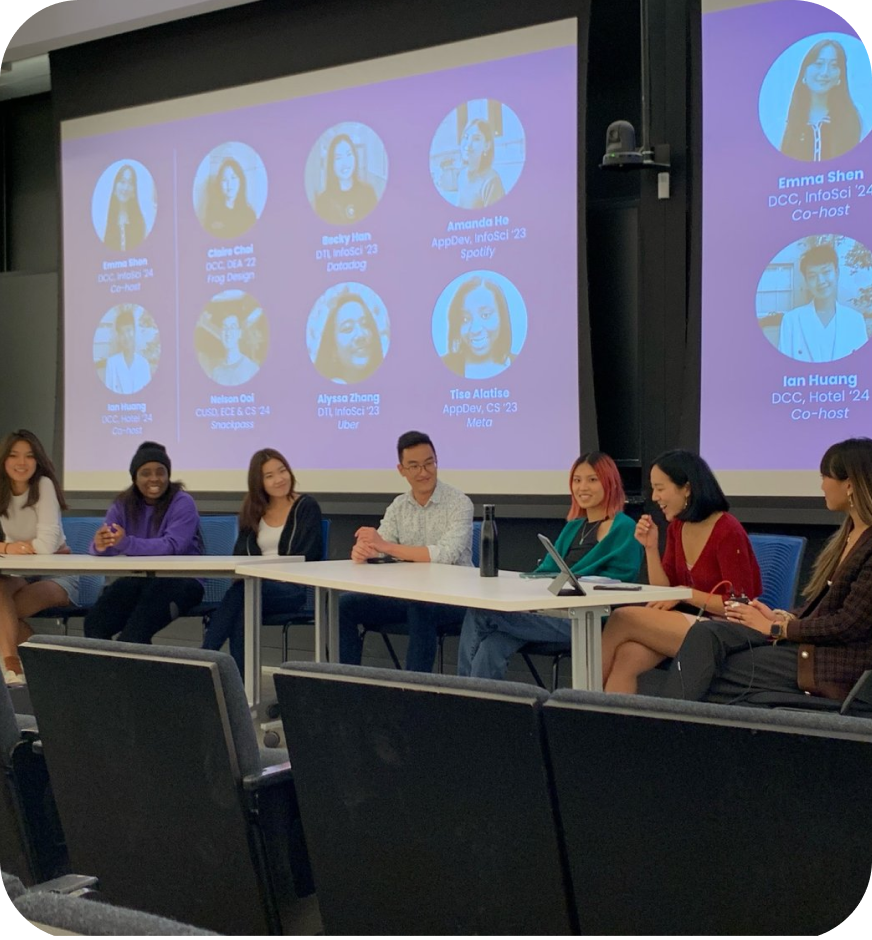 Emma Shen
DCC, InfoSci '24
Co-host
Claire Choi
DCC, DEA '22
Frog Design
Becky Han
DTI, InfoSci '23
Datadog
Amanda He
AppDev, InfoSci '23
Spotify
Ian Huang
DCC, Hotel '24
Co-host
Nelson Ooi
CUSD, ECE & CS '24
Snackpass
Alyssa Zhang
DTI, InfoSci '23
Uber
Tise Alatise
AppDev, CS '23
Meta
Emma Shen
DCC, InfoSci '24
Co-host
Ian Huang
DCC, Hotel '24
Co-host